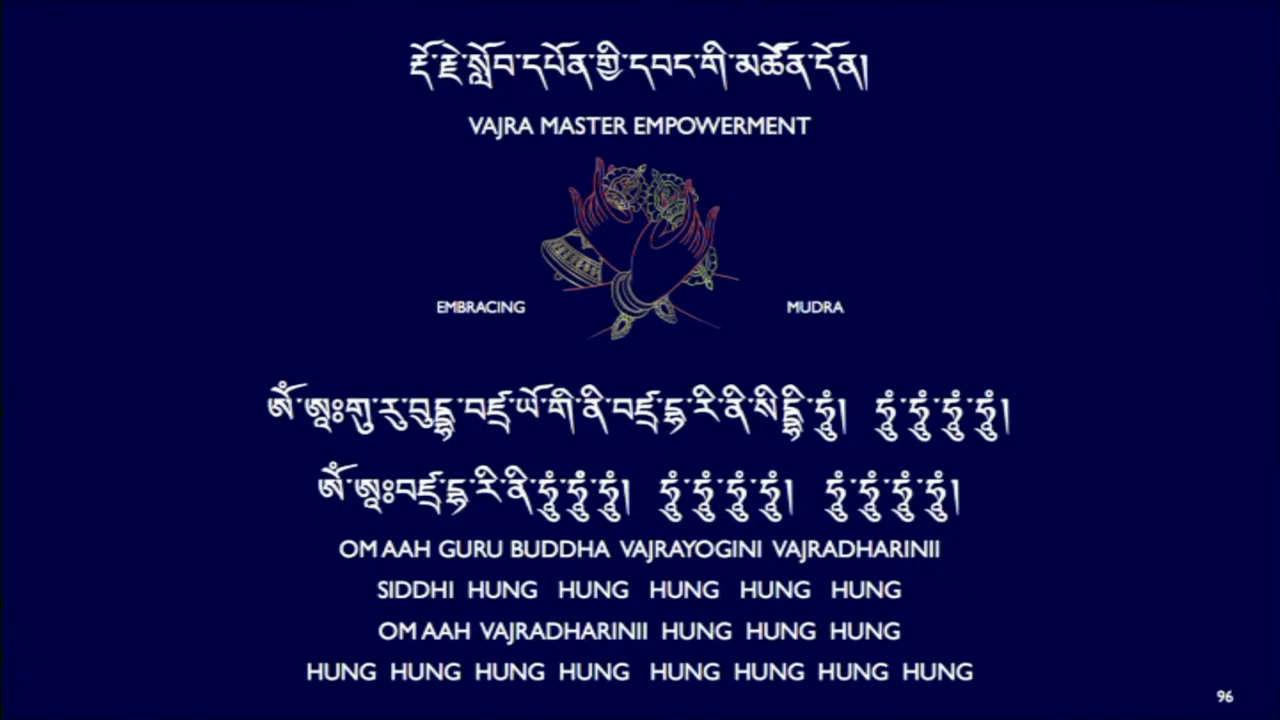 རྡོ་རྗེ་སློབ་དཔོན་གྱི་དབང་གི་མཚོན་དོན།
VAJRA MASTER EMPOWERMENT
EMBRACING MUDRA
ཨོཾ་ཨཱཿགུ་རུ་བུདྡྷ་བཛྲ་ཡོ་གི་ནི་བཛྲ་དྷ་རི་ནི་སིདྡྷི་ཧཱུྃ། ཧཱུྃ་ཧཱུྃ་ཧཱུྃ་ཧཱུྃ།
ཨོཾ་ཨཱཿབཛྲ་དྷ་རི་ནི་ཧཱུྃ་ཧཱུྃ་ཧཱུྃ། ཧཱུྃ་ཧཱུྃ་ཧཱུྃ་ཧཱུྃ། ཧཱུྃ་ཧཱུྃ་ཧཱུྃ་ཧཱུྃ།
OM AAH GURU BUDDHA VAJRAYOGINI VAJRADHARINII
SIDDHI HUNG HUNG HUNG HUNG HUNG
OM AAH VAJRADHARINII HUNG HUNG HUNG
HUNG HUNG HUNG HUNG HUNG HUNG HUNG HUNG
96